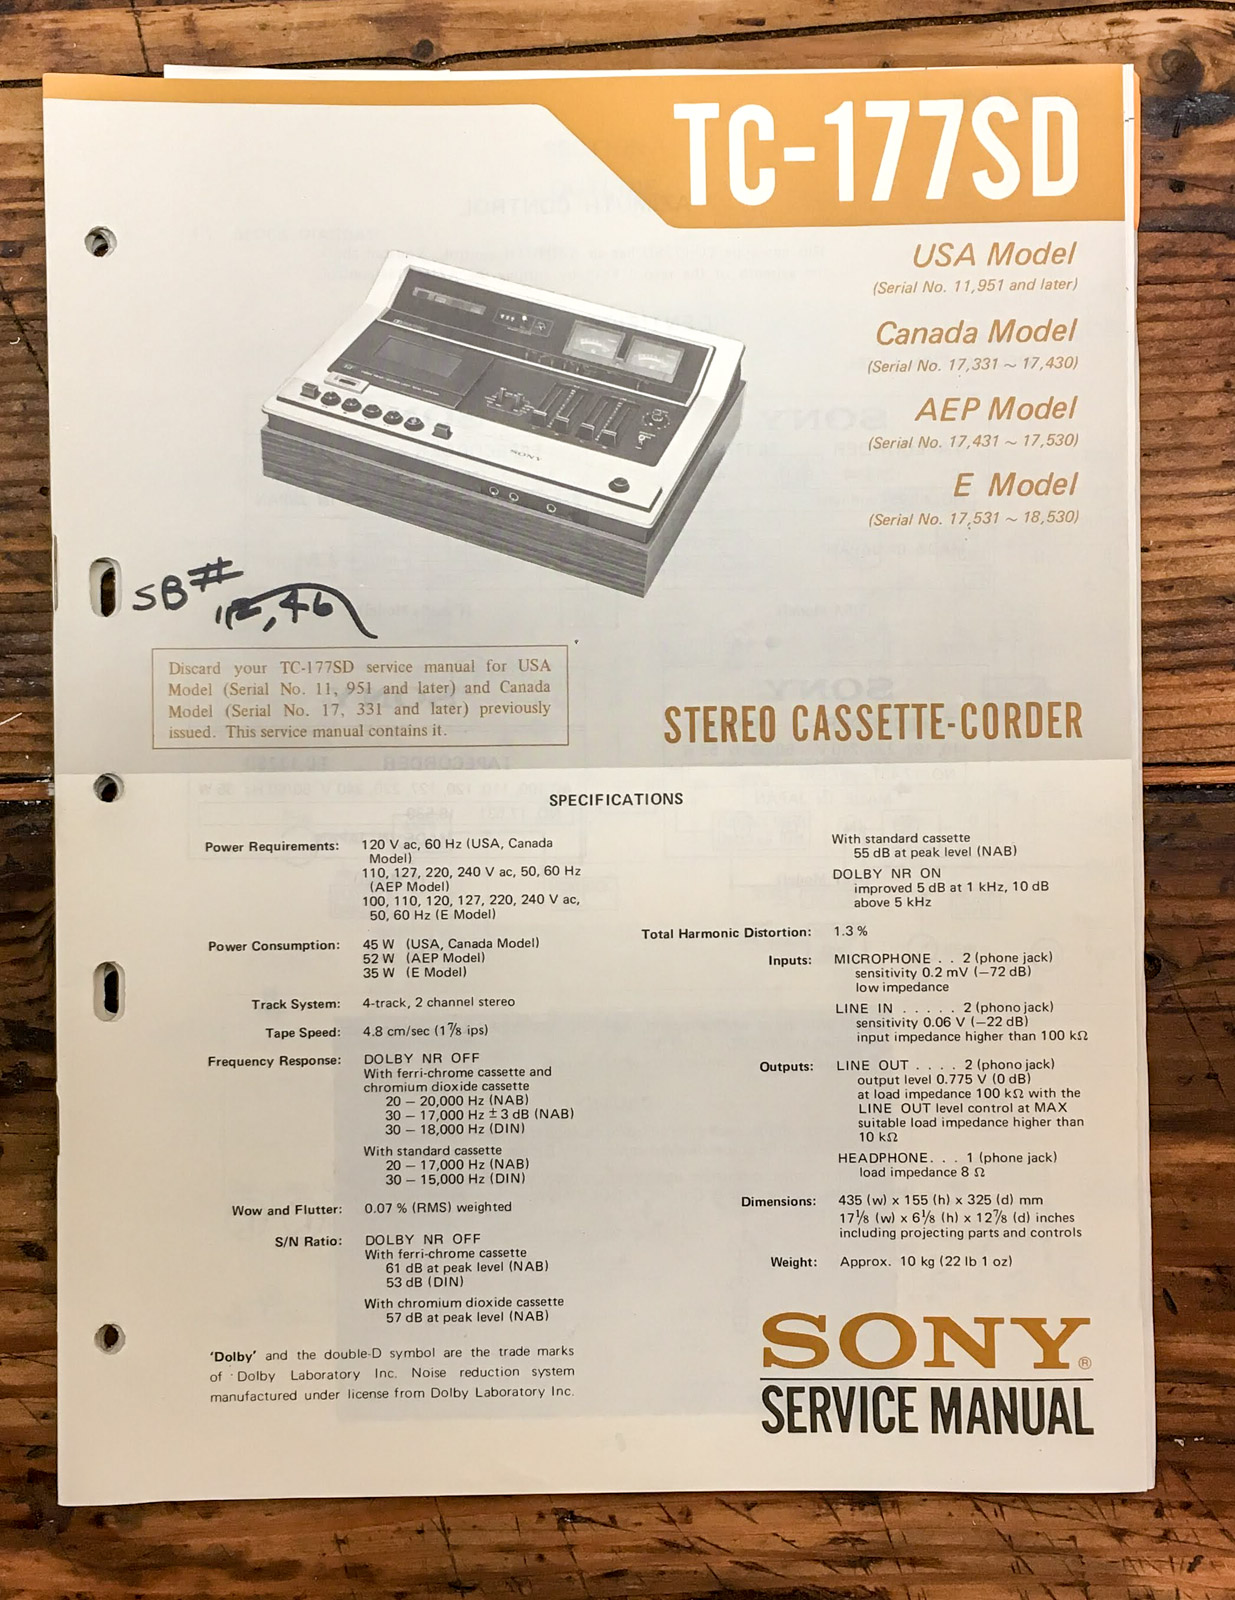 TC-177SD
USA Model
(Serial No. 11,951 and later)
Canada Model
(Serial No. 17,331 ~ 17,430)
AEP Model
(Serial No. 17,431 ~ 17,530)
E Model
(Serial No. 17,531 ~ 18,530)
SONY
SB#
Discard your TC-177SD service manual for USA
Model (Serial No. 11, 951 and later) and Canada
Model (Serial No. 17, 331 and later) previously
issued. This service manual contains it.
STEREO CASSETTE-CORDER
SPECIFICATIONS
Power Requirements: 120 V ac, 60 Hz (USA, Canada
Model)
110, 127, 220, 240 V ac, 50, 60 Hz
(AEP Model)
100, 110, 120, 127, 220, 240 V ac,
50, 60 Hz (E Model)
Power Consumption: 45 W (USA, Canada Model)
52 W (AEP Model)
35 W (E Model)
Track System: 4-track, 2 channel stereo
Tape Speed: 4.8 cm/sec (1⅞ ips)
Frequency Response: DOLBY NR OFF
With ferri-chrome cassette and
chromium dioxide cassette
20 — 20,000 Hz (NAB)
30 — 17,000 Hz ± 3 dB (NAB)
30 — 18,000 Hz (DIN)
With standard cassette
20 — 17,000 Hz (NAB)
30 — 15,000 Hz (DIN)
Wow and Flutter: 0.07 % (RMS) weighted
S/N Ratio: DOLBY NR OFF
With ferri-chrome cassette
61 dB at peak level (NAB)
53 dB (DIN)
With chromium dioxide cassette
57 dB at peak level (NAB)
'Dolby' and the double-D symbol are the trade marks
of Dolby Laboratory Inc. Noise reduction system
manufactured under license from Dolby Laboratory Inc.
With standard cassette
55 dB at peak level (NAB)
DOLBY NR ON
improved 5 dB at 1 kHz, 10 dB
above 5 kHz
Total Harmonic Distortion: 1.3 %
Inputs: MICROPHONE . . 2 (phone jack)
sensitivity 0.2 mV (−72 dB)
low impedance
LINE IN . . . . . 2 (phono jack)
sensitivity 0.06 V (−22 dB)
input impedance higher than 100 kΩ
Outputs: LINE OUT . . . . 2 (phono jack)
output level 0.775 V (0 dB)
at load impedance 100 kΩ with the
LINE OUT level control at MAX
suitable load impedance higher than
10 kΩ
HEADPHONE. . . 1 (phone jack)
load impedance 8 Ω
Dimensions: 435 (w) x 155 (h) x 325 (d) mm
17⅛ (w) x 6⅛ (h) x 12⅞ (d) inches
including projecting parts and controls
Weight: Approx. 10 kg (22 lb 1 oz)
SONY®
SERVICE MANUAL